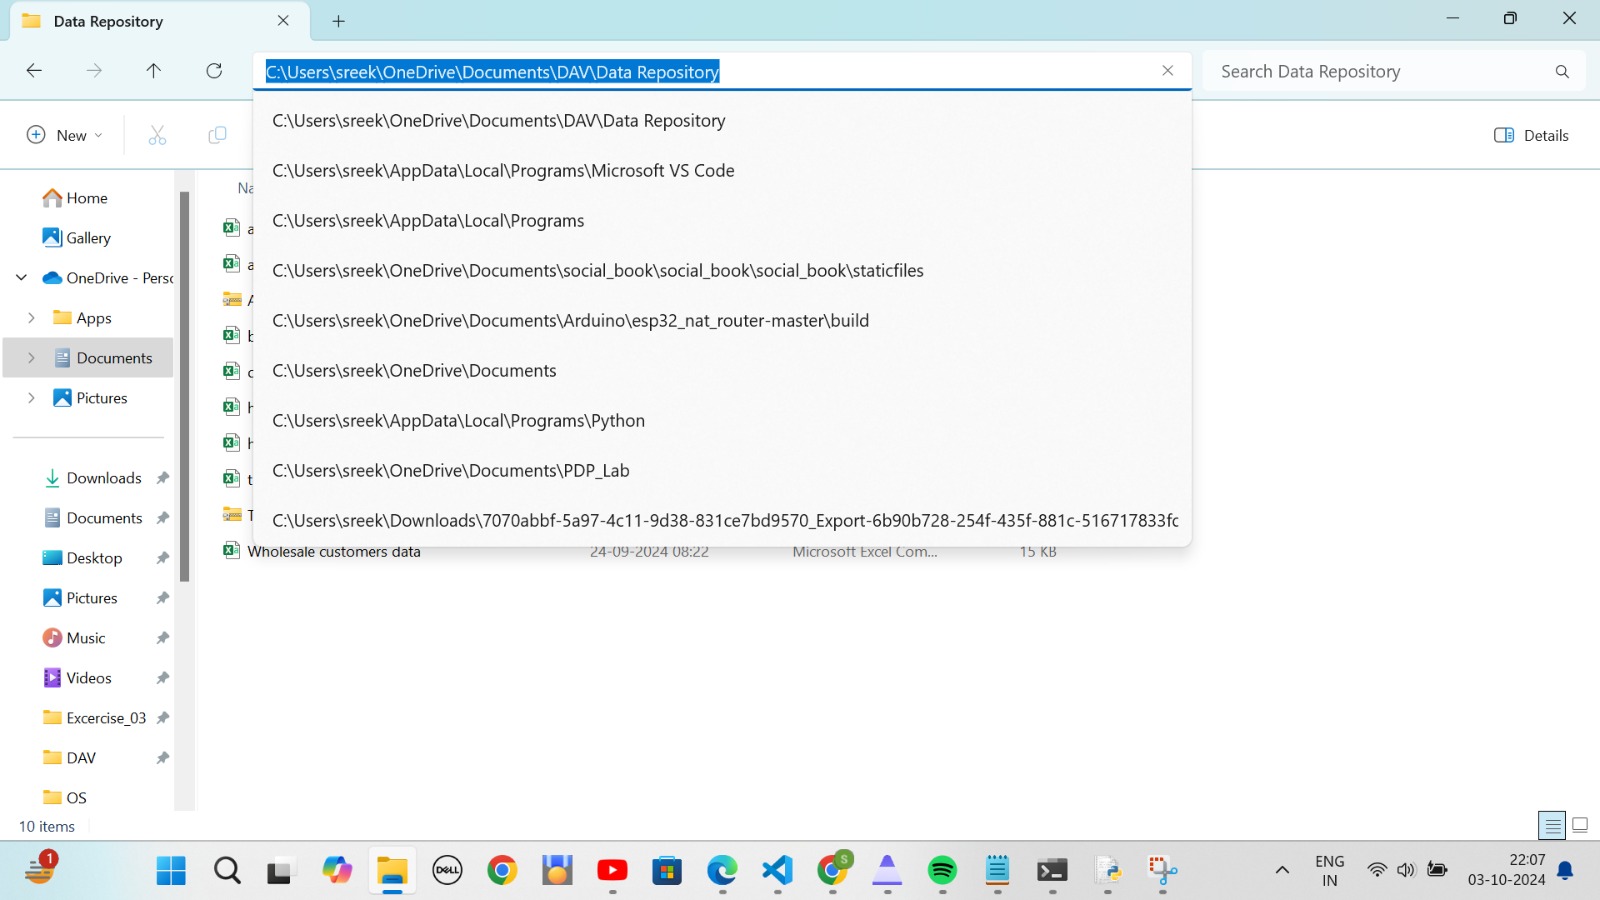 Data Repository
C:\Users\sreek\OneDrive\Documents\DAV\Data Repository
Search Data Repository
New
Details
C:\Users\sreek\OneDrive\Documents\DAV\Data Repository
C:\Users\sreek\AppData\Local\Programs\Microsoft VS Code
C:\Users\sreek\AppData\Local\Programs
C:\Users\sreek\OneDrive\Documents\social_book\social_book\social_book\staticfiles
C:\Users\sreek\OneDrive\Documents\Arduino\esp32_nat_router-master\build
C:\Users\sreek\OneDrive\Documents
C:\Users\sreek\AppData\Local\Programs\Python
C:\Users\sreek\OneDrive\Documents\PDP_Lab
C:\Users\sreek\Downloads\7070abbf-5a97-4c11-9d38-831ce7bd9570_Export-6b90b728-254f-435f-881c-516717833fc
Home
Gallery
OneDrive - Perso
Apps
Documents
Pictures
Downloads
Documents
Desktop
Pictures
Music
Videos
Excercise_03
DAV
OS
Wholesale customers data 24-09-2024 08:22 Microsoft Excel Com... 15 KB
10 items
1
DELL
S
ENG
IN
22:07
03-10-2024